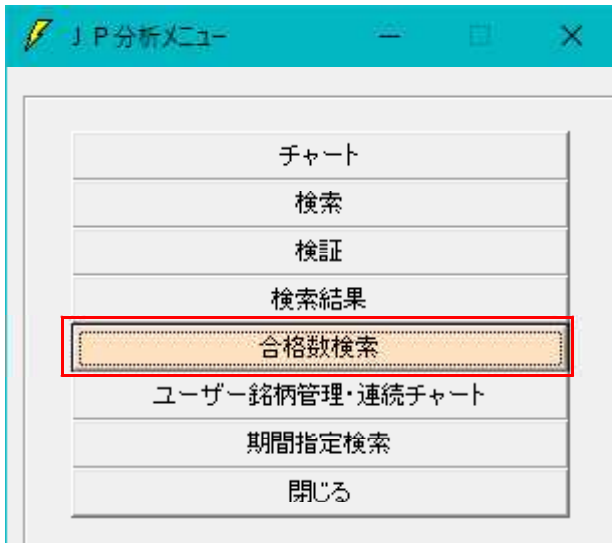 ＪＰ分析メニュー
チャート
検索
検証
検索結果
合格数検索
ユーザー銘柄管理・連続チャート
期間指定検索
閉じる